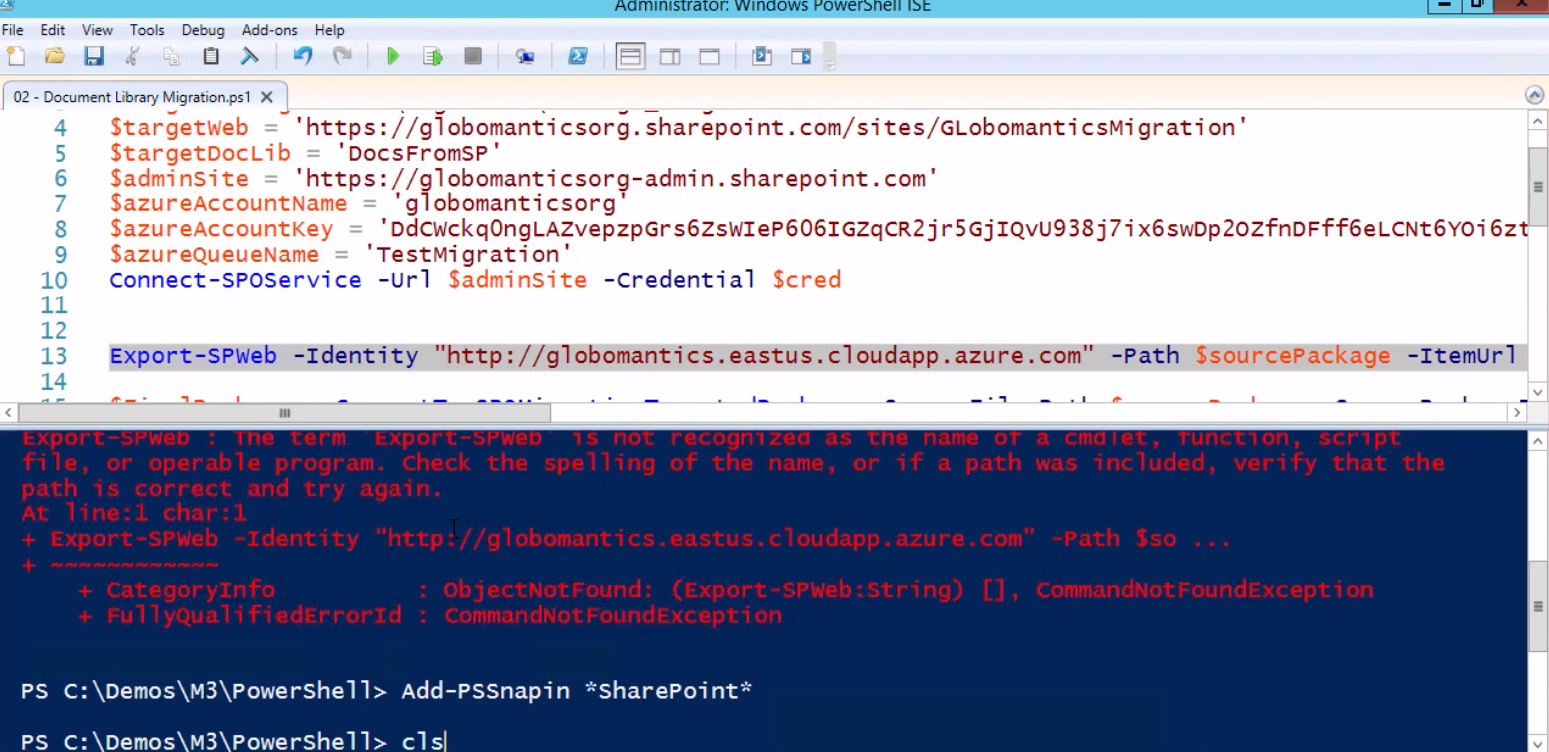 Administrator: Windows PowerShell ISE
File Edit View Tools Debug Add-ons Help
02 - Document Library Migration.ps1
4 $targetWeb = 'https://globomanticsorg.sharepoint.com/sites/GLobomanticsMigration'
5 $targetDocLib = 'DocsFromSP'
6 $adminSite = 'https://globomanticsorg-admin.sharepoint.com'
7 $azureAccountName = 'globomanticsorg'
8 $azureAccountKey = 'DdCWckq0ngLAZvepzpGrs6ZsWIeP606IGZqCR2jr5GjIQvU938j7ix6swDp2OZfnDFff6eLCNt6YOi6zt
9 $azureQueueName = 'TestMigration'
10 Connect-SPOService -Url $adminSite -Credential $cred
11
12
13 Export-SPWeb -Identity "http://globomantics.eastus.cloudapp.azure.com" -Path $sourcePackage -ItemUrl
14
Export-SPWeb : The term 'Export-SPWeb' is not recognized as the name of a cmdlet, function, script
file, or operable program. Check the spelling of the name, or if a path was included, verify that the
path is correct and try again.
At line:1 char:1
+ Export-SPWeb -Identity "http://globomantics.eastus.cloudapp.azure.com" -Path $so ...
+ ~~~~~~~~~~~~
+ CategoryInfo : ObjectNotFound: (Export-SPWeb:String) [], CommandNotFoundException
+ FullyQualifiedErrorId : CommandNotFoundException
PS C:\Demos\M3\PowerShell> Add-PSSnapin *SharePoint*
PS C:\Demos\M3\PowerShell> cls